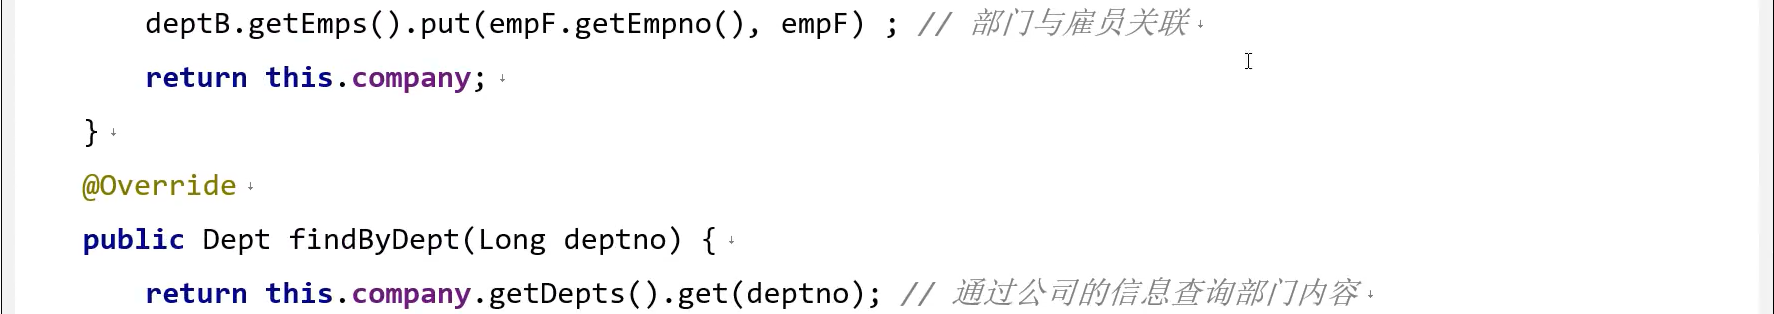 deptB.getEmps().put(empF.getEmpno(), empF) ; // 部门与雇员关联↓
return this.company; ↓
} ↓
@Override ↓
public Dept findByDept(Long deptno) { ↓
return this.company.getDepts().get(deptno); // 通过公司的信息查询部门内容↓